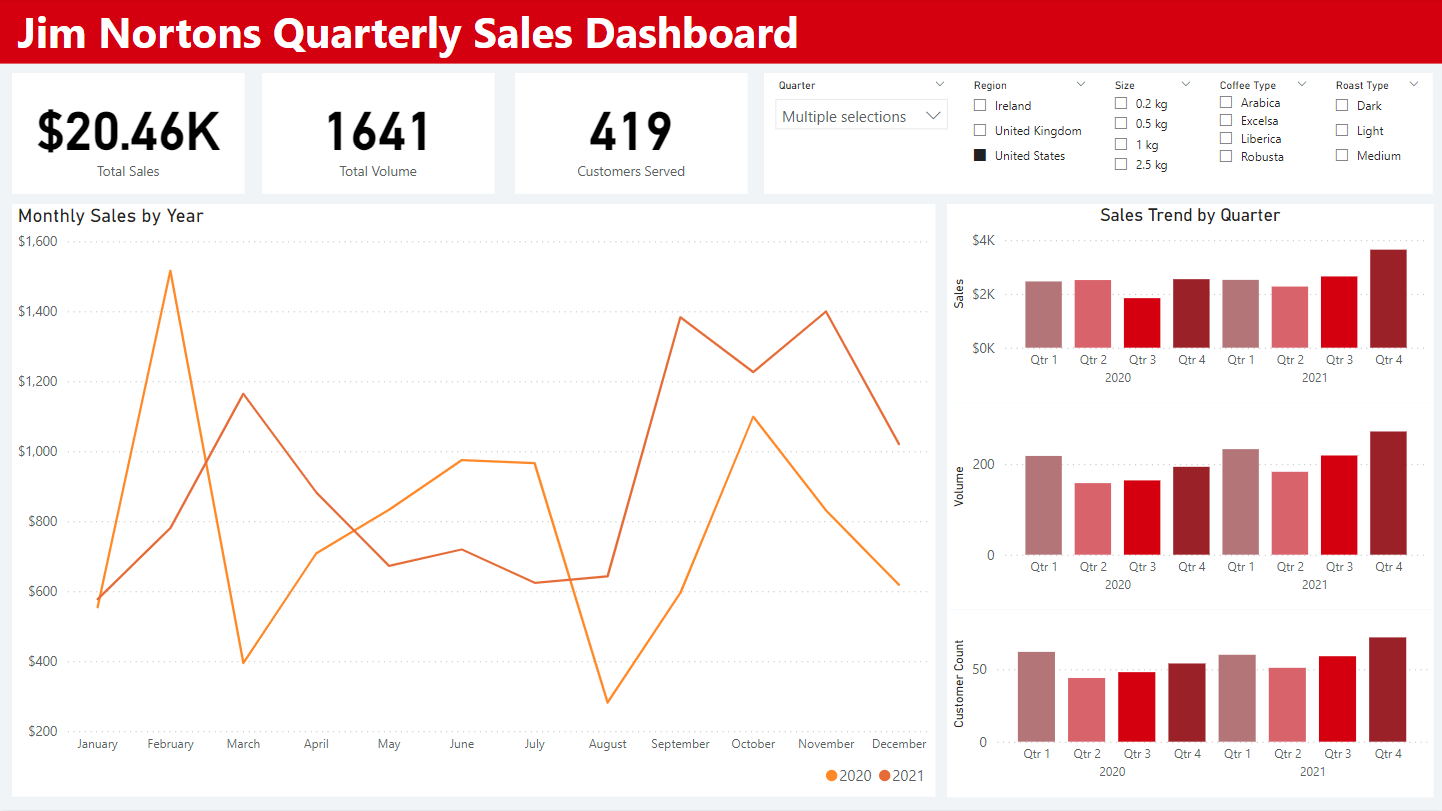 Jim Nortons Quarterly Sales Dashboard
$20.46K
Total Sales
1641
Total Volume
419
Customers Served
Quarter
Multiple selections
Region
Ireland
United Kingdom
United States
Size
0.2 kg
0.5 kg
1 kg
2.5 kg
Coffee Type
Arabica
Excelsa
Liberica
Robusta
Roast Type
Dark
Light
Medium
Monthly Sales by Year
$1,600
$1,400
$1,200
$1,000
$800
$600
$400
$200
January February March April May June July August September October November December
2020 2021
Sales Trend by Quarter
Sales
$4K
$2K
$0K
Qtr 1 Qtr 2 Qtr 3 Qtr 4 Qtr 1 Qtr 2 Qtr 3 Qtr 4
2020 2021
Volume
200
0
Qtr 1 Qtr 2 Qtr 3 Qtr 4 Qtr 1 Qtr 2 Qtr 3 Qtr 4
2020 2021
Customer Count
50
0
Qtr 1 Qtr 2 Qtr 3 Qtr 4 Qtr 1 Qtr 2 Qtr 3 Qtr 4
2020 2021